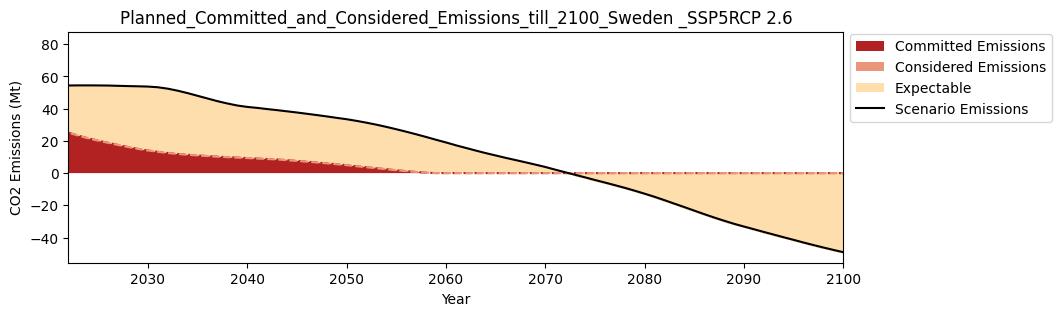 Planned_Committed_and_Considered_Emissions_till_2100_Sweden _SSP5RCP 2.6
80
60
40
20
0
−20
−40
CO2 Emissions (Mt)
2030 2040 2050 2060 2070 2080 2090 2100
Year
Committed Emissions
Considered Emissions
Expectable
Scenario Emissions